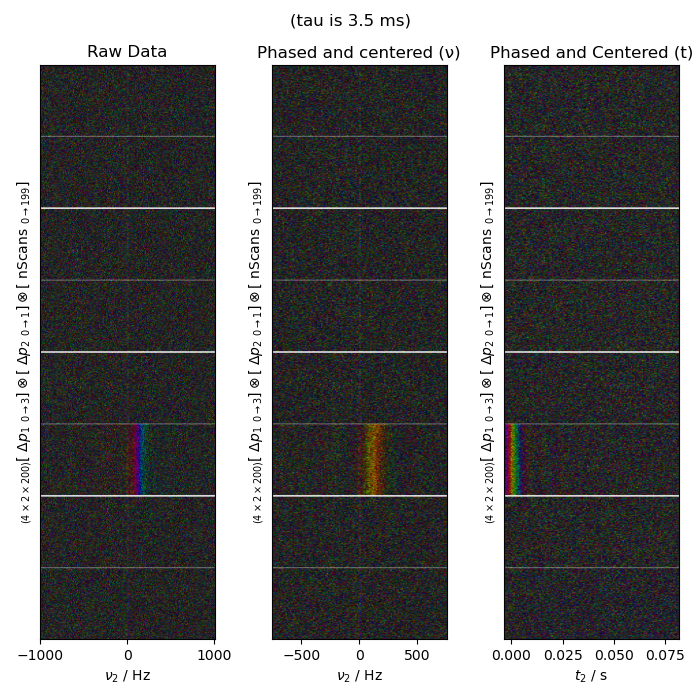 (tau is 3.5 ms)
Raw Data
Phased and centered (ν)
Phased and Centered (t)
(4 × 2 × 200)[ Δp1 0→3] ⊗ [ Δp2 0→1] ⊗ [ nScans 0→199]
(4 × 2 × 200)[ Δp1 0→3] ⊗ [ Δp2 0→1] ⊗ [ nScans 0→199]
(4 × 2 × 200)[ Δp1 0→3] ⊗ [ Δp2 0→1] ⊗ [ nScans 0→199]
−1000 0 1000
−500 0 500
0.000 0.025 0.050 0.075
ν2 / Hz
ν2 / Hz
t2 / s